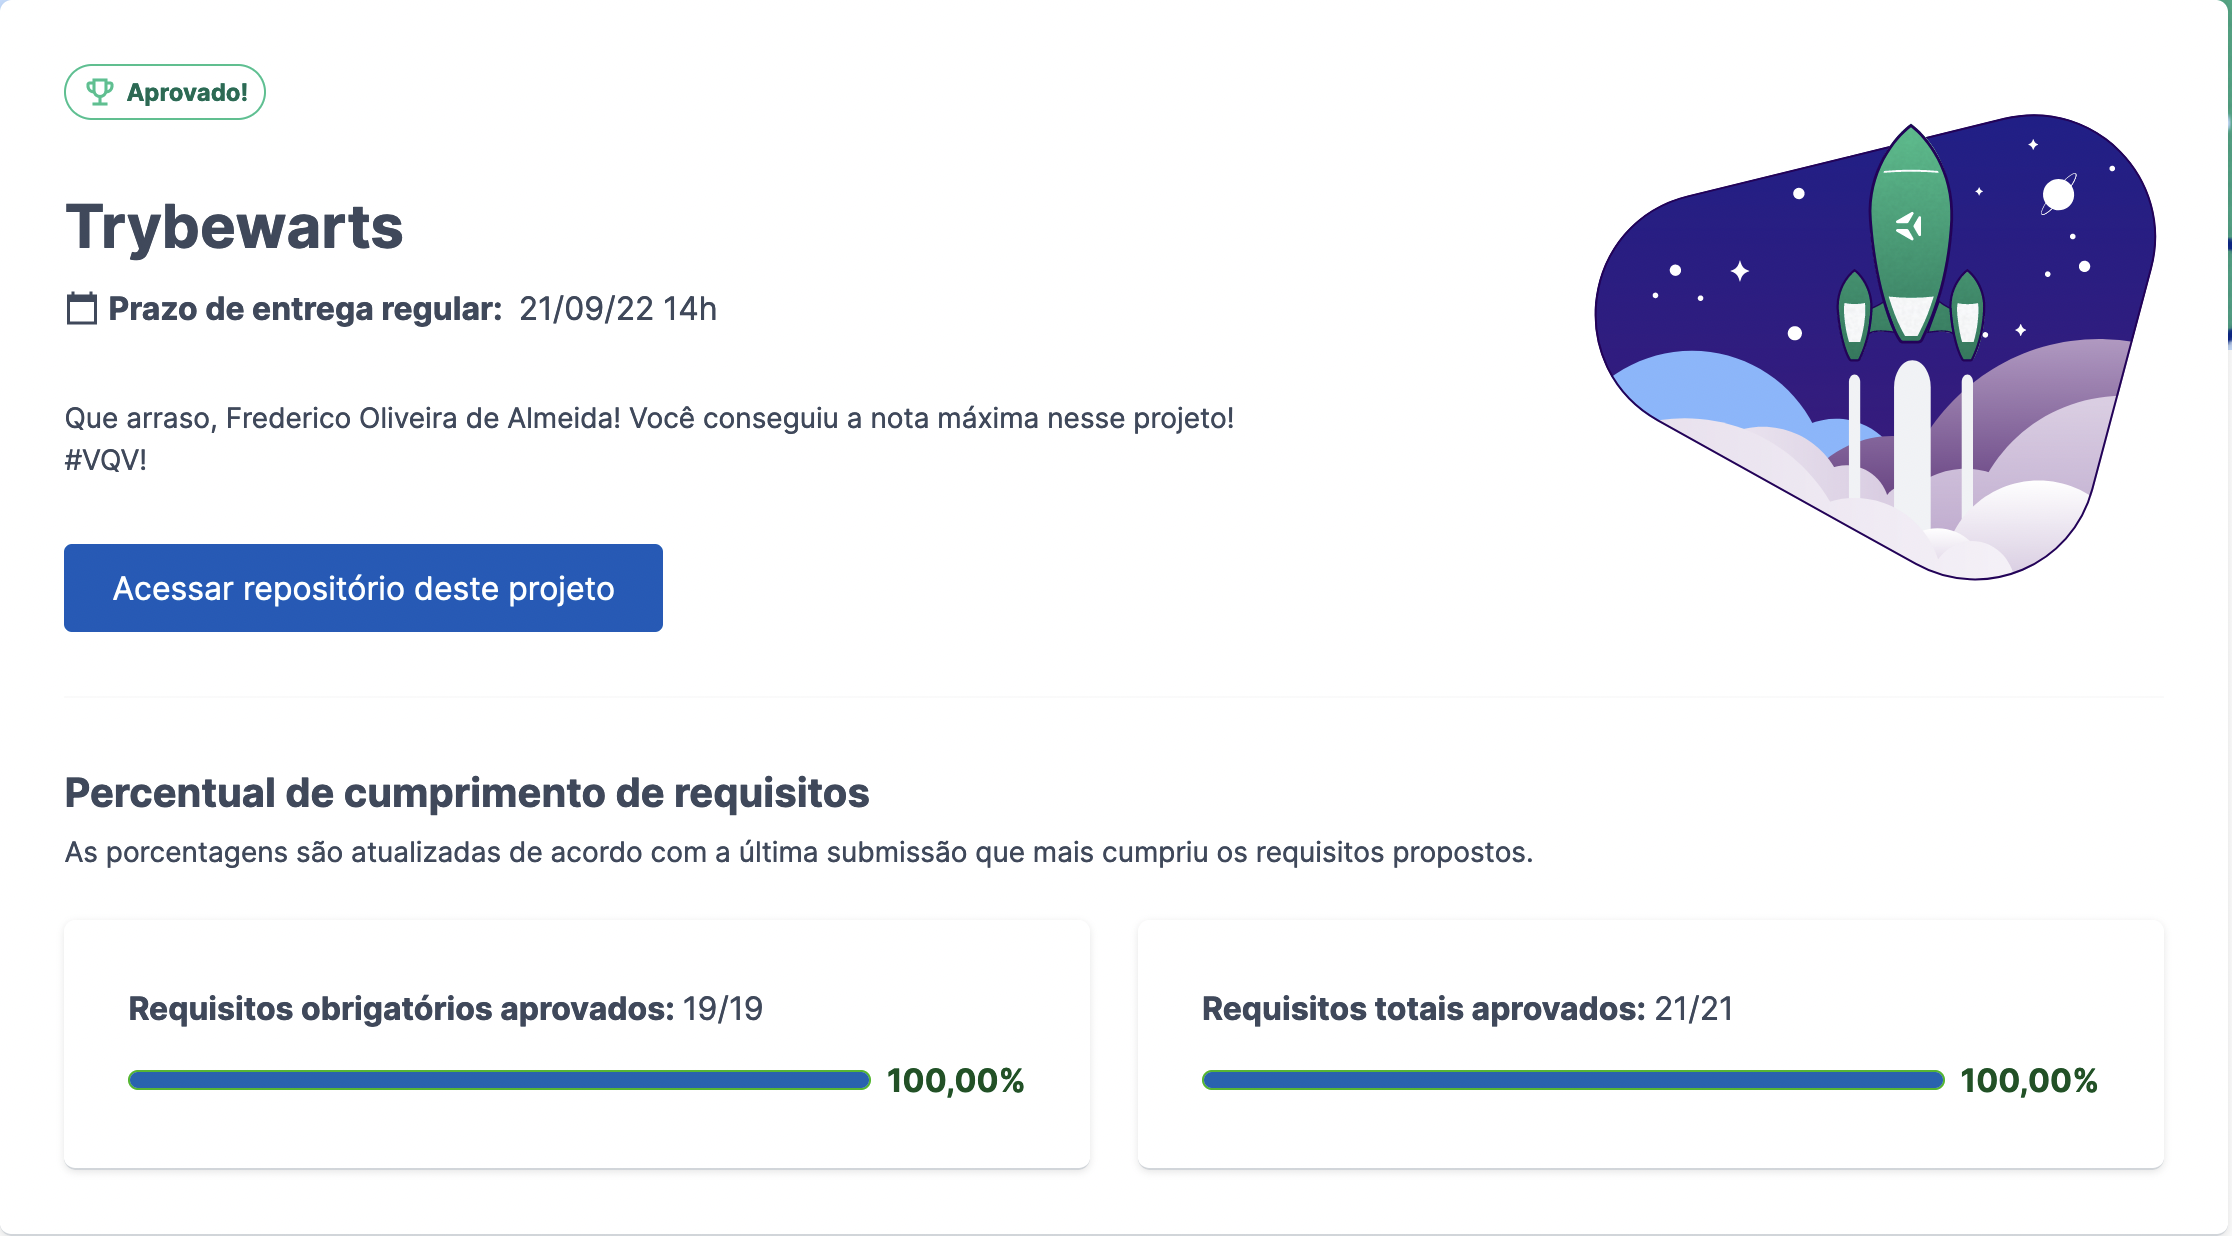 Aprovado!
Trybewarts
Prazo de entrega regular: 21/09/22 14h
Que arraso, Frederico Oliveira de Almeida! Você conseguiu a nota máxima nesse projeto!
#VQV!
Acessar repositório deste projeto
Percentual de cumprimento de requisitos
As porcentagens são atualizadas de acordo com a última submissão que mais cumpriu os requisitos propostos.
Requisitos obrigatórios aprovados: 19/19
100,00%
Requisitos totais aprovados: 21/21
100,00%